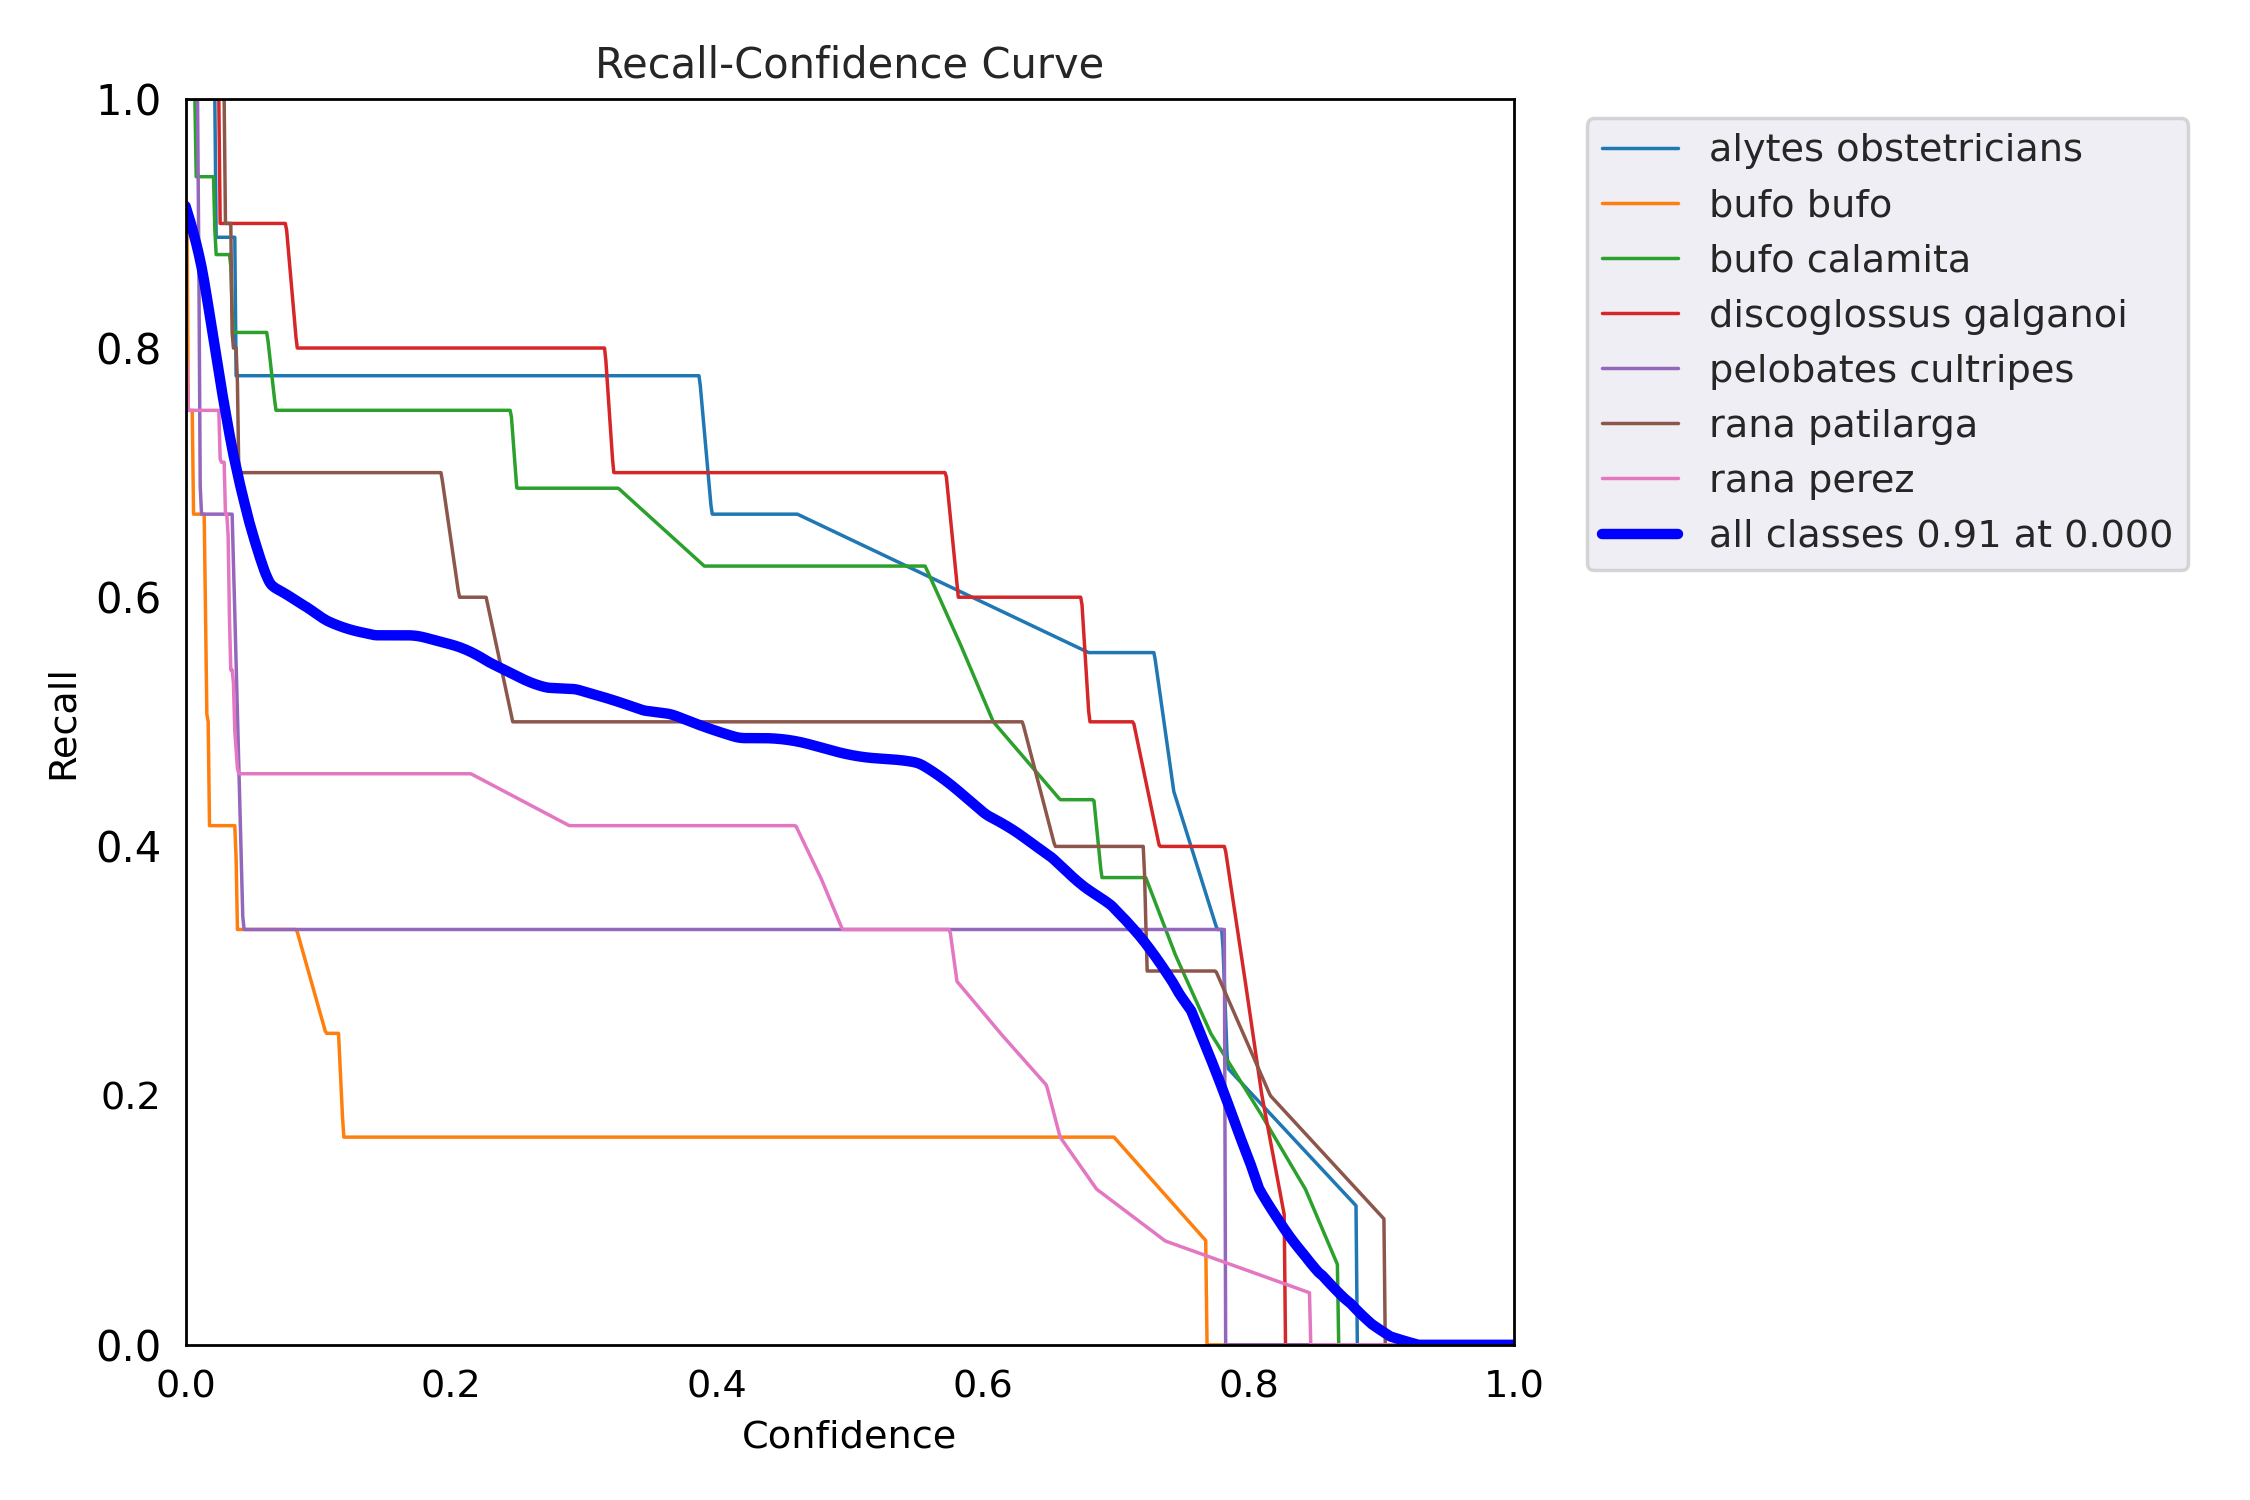 Recall-Confidence Curve
1.0
0.8
0.6
0.4
0.2
0.0
Recall
0.0 0.2 0.4 0.6 0.8 1.0
Confidence
alytes obstetricians
bufo bufo
bufo calamita
discoglossus galganoi
pelobates cultripes
rana patilarga
rana perez
all classes 0.91 at 0.000